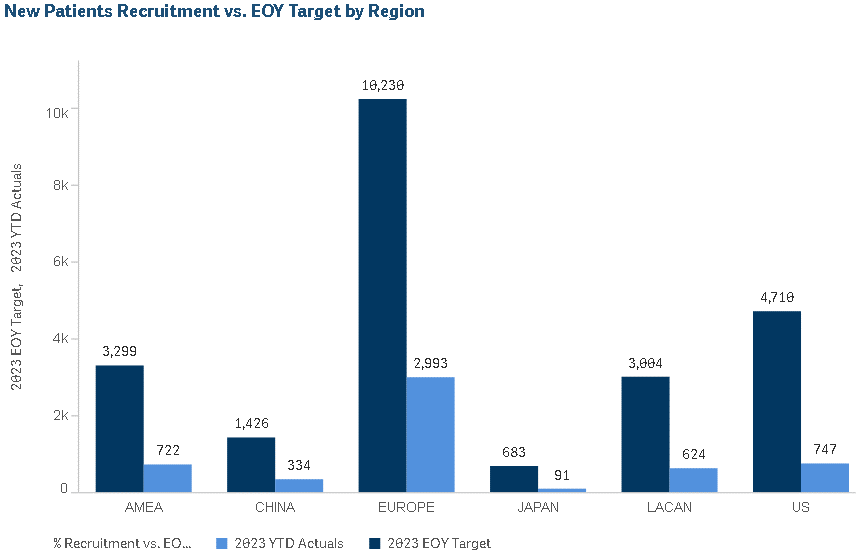 New Patients Recruitment vs. EOY Target by Region
2023 EOY Target, 2023 YTD Actuals
10k
8k
6k
4k
2k
0
3,299
722
1,426
334
10,230
2,993
683
91
3,004
624
4,710
747
AMEA
CHINA
EUROPE
JAPAN
LACAN
US
% Recruitment vs. EO...
2023 YTD Actuals
2023 EOY Target